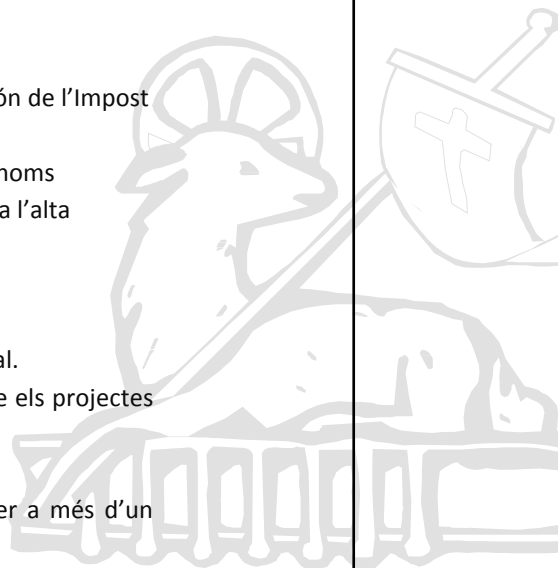 ón de l’Impost
noms
a l’alta
al.
e els projectes
er a més d’un